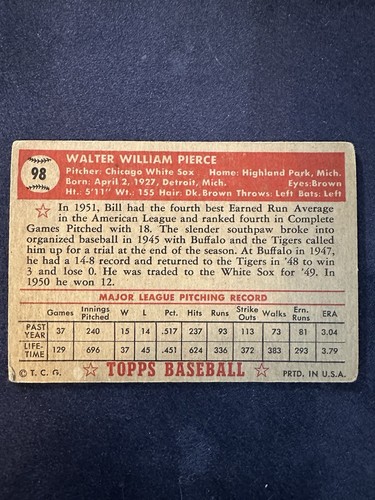 98
WALTER WILLIAM PIERCE
Pitcher: Chicago White Sox Home: Highland Park, Mich.
Born: April 2, 1927, Detroit, Mich. Eyes: Brown
Ht.: 5'11" Wt.: 155 Hair: Dk. Brown Throws: Left Bats: Left
In 1951, Bill had the fourth best Earned Run Average
in the American League and ranked fourth in Complete
Games Pitched with 18. The slender southpaw broke into
organized baseball in 1945 with Buffalo and the Tigers called
him up for a trial at the end of the season. At Buffalo in 1947,
he had a 14-8 record and returned to the Tigers in '48 to win
3 and lose 0. He was traded to the White Sox for '49. In
1950 he won 12.
MAJOR LEAGUE PITCHING RECORD
Games Innings Pitched W L Pct. Hits Runs Strike Outs Walks Ern. Runs ERA
PAST YEAR 37 240 15 14 .517 237 93 113 73 81 3.04
LIFE-TIME 129 696 37 45 .451 624 336 372 383 293 3.79
© T. C. G. TOPPS BASEBALL PRTD. IN U.S.A.